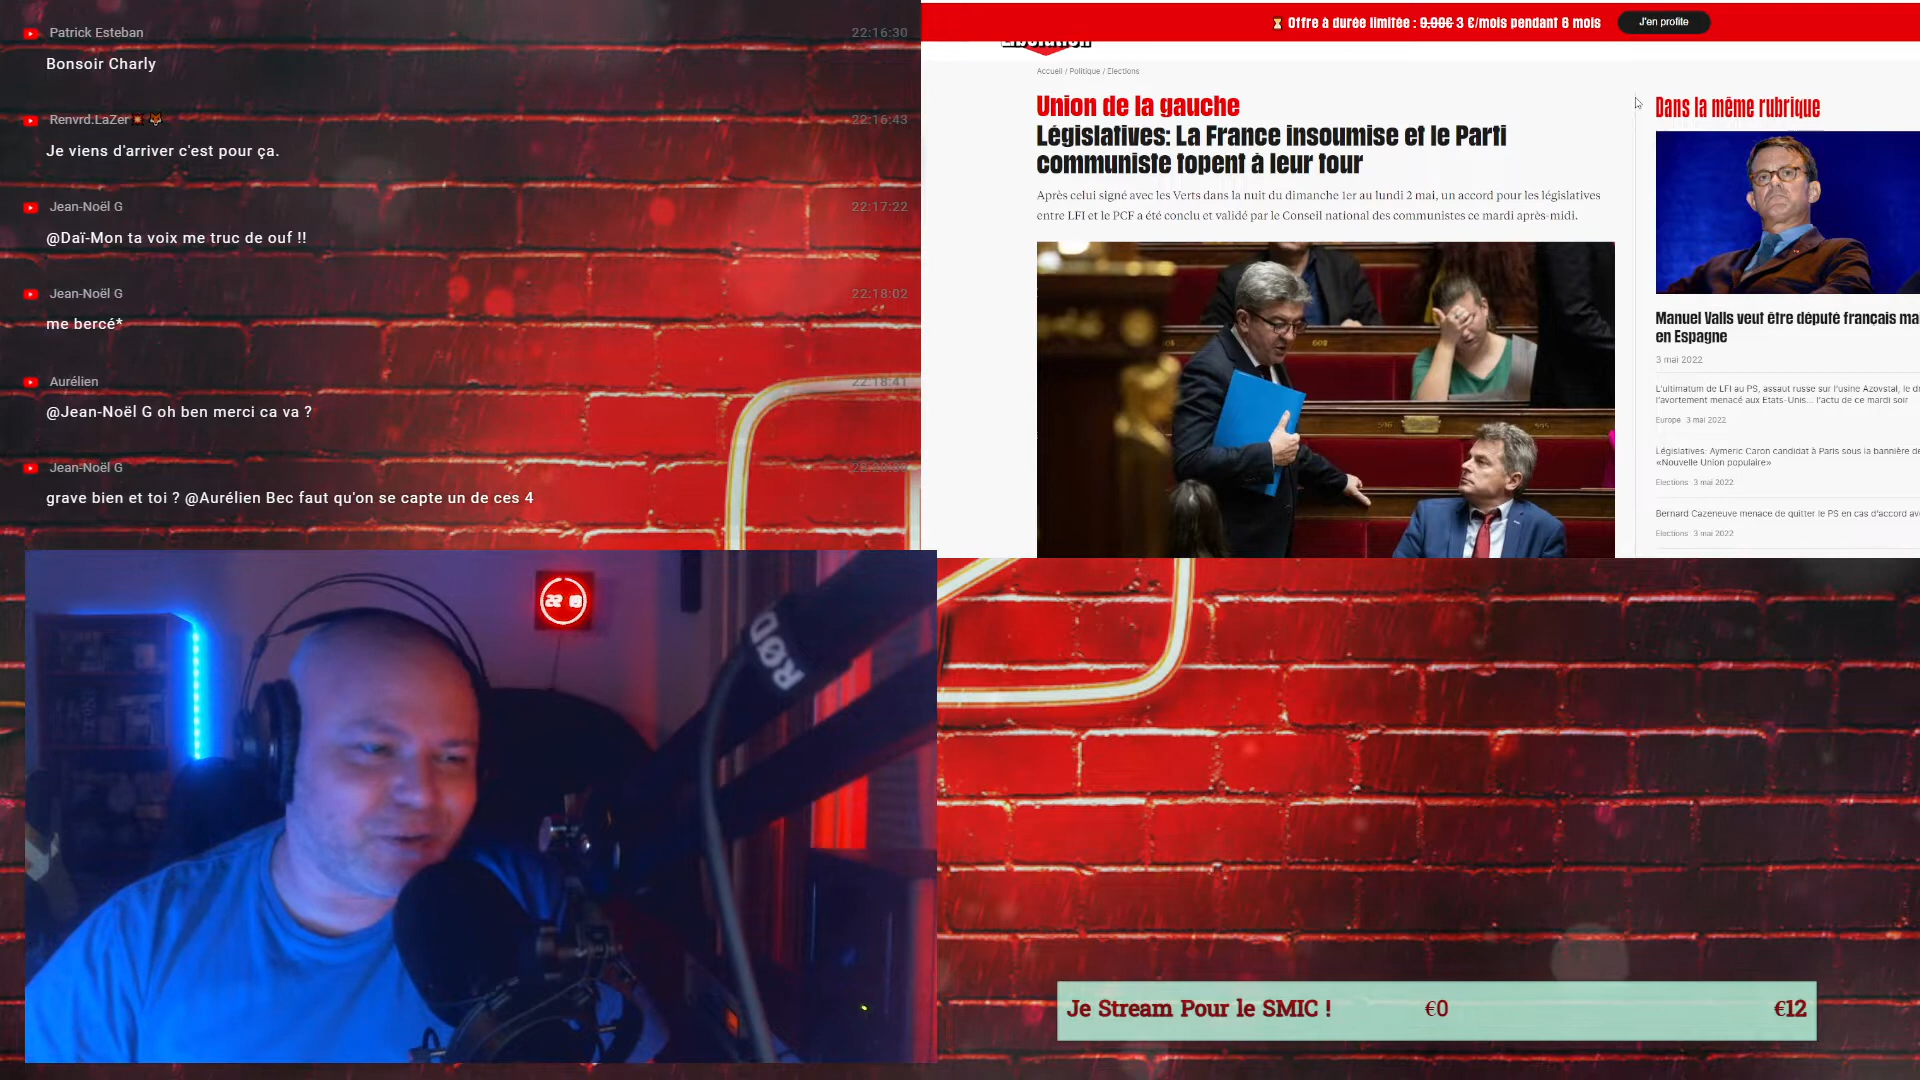 Patrick Esteban 22:16:30
Bonsoir Charly
Renvrd.LaZer 22:16:43
Je viens d'arriver c'est pour ça.
Jean-Noël G 22:17:22
@Daï-Mon ta voix me truc de ouf !!
Jean-Noël G 22:18:02
me bercé*
Aurélien 22:18:41
@Jean-Noël G oh ben merci ca va ?
Jean-Noël G
grave bien et toi ? @Aurélien Bec faut qu'on se capte un de ces 4
Offre à durée limitée : 9,90€ 3 €/mois pendant 6 mois
J'en profite
Libération
Accueil / Politique / Elections
Union de la gauche
Législatives: La France insoumise et le Parti
communiste topent à leur tour
Après celui signé avec les Verts dans la nuit du dimanche 1er au lundi 2 mai, un accord pour les législatives
entre LFI et le PCF a été conclu et validé par le Conseil national des communistes ce mardi après-midi.
Dans la même rubrique
Manuel Valls veut être député français ma
en Espagne
3 mai 2022
L'ultimatum de LFI au PS, assaut russe sur l'usine Azovstal, le d
l'avortement menacé aux Etats-Unis... l'actu de ce mardi soir
Europe 3 mai 2022
Législatives: Aymeric Caron candidat à Paris sous la bannière de
«Nouvelle Union populaire»
Elections 3 mai 2022
Bernard Cazeneuve menace de quitter le PS en cas d'accord av
Elections 3 mai 2022
RØD
Je Stream Pour le SMIC ! €0 €12